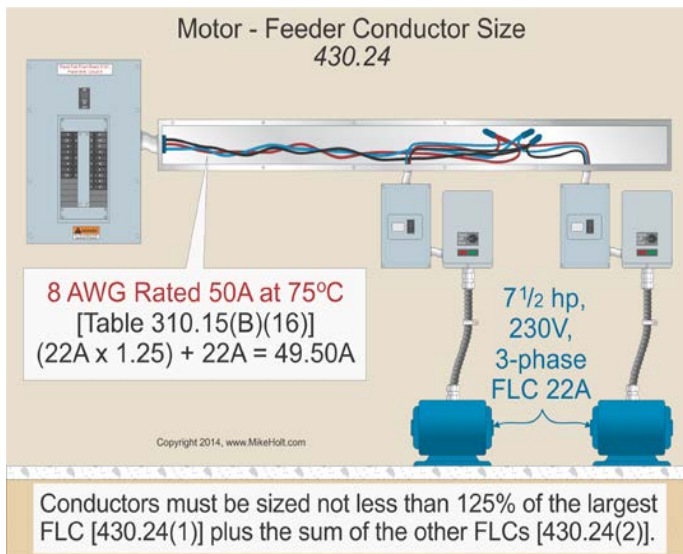 Motor - Feeder Conductor Size
430.24
8 AWG Rated 50A at 75ºC
[Table 310.15(B)(16)]
(22A x 1.25) + 22A = 49.50A
7 1/2 hp,
230V,
3-phase
FLC 22A
Copyright 2014, www.MikeHolt.com
Conductors must be sized not less than 125% of the largest
FLC [430.24(1)] plus the sum of the other FLCs [430.24(2)].